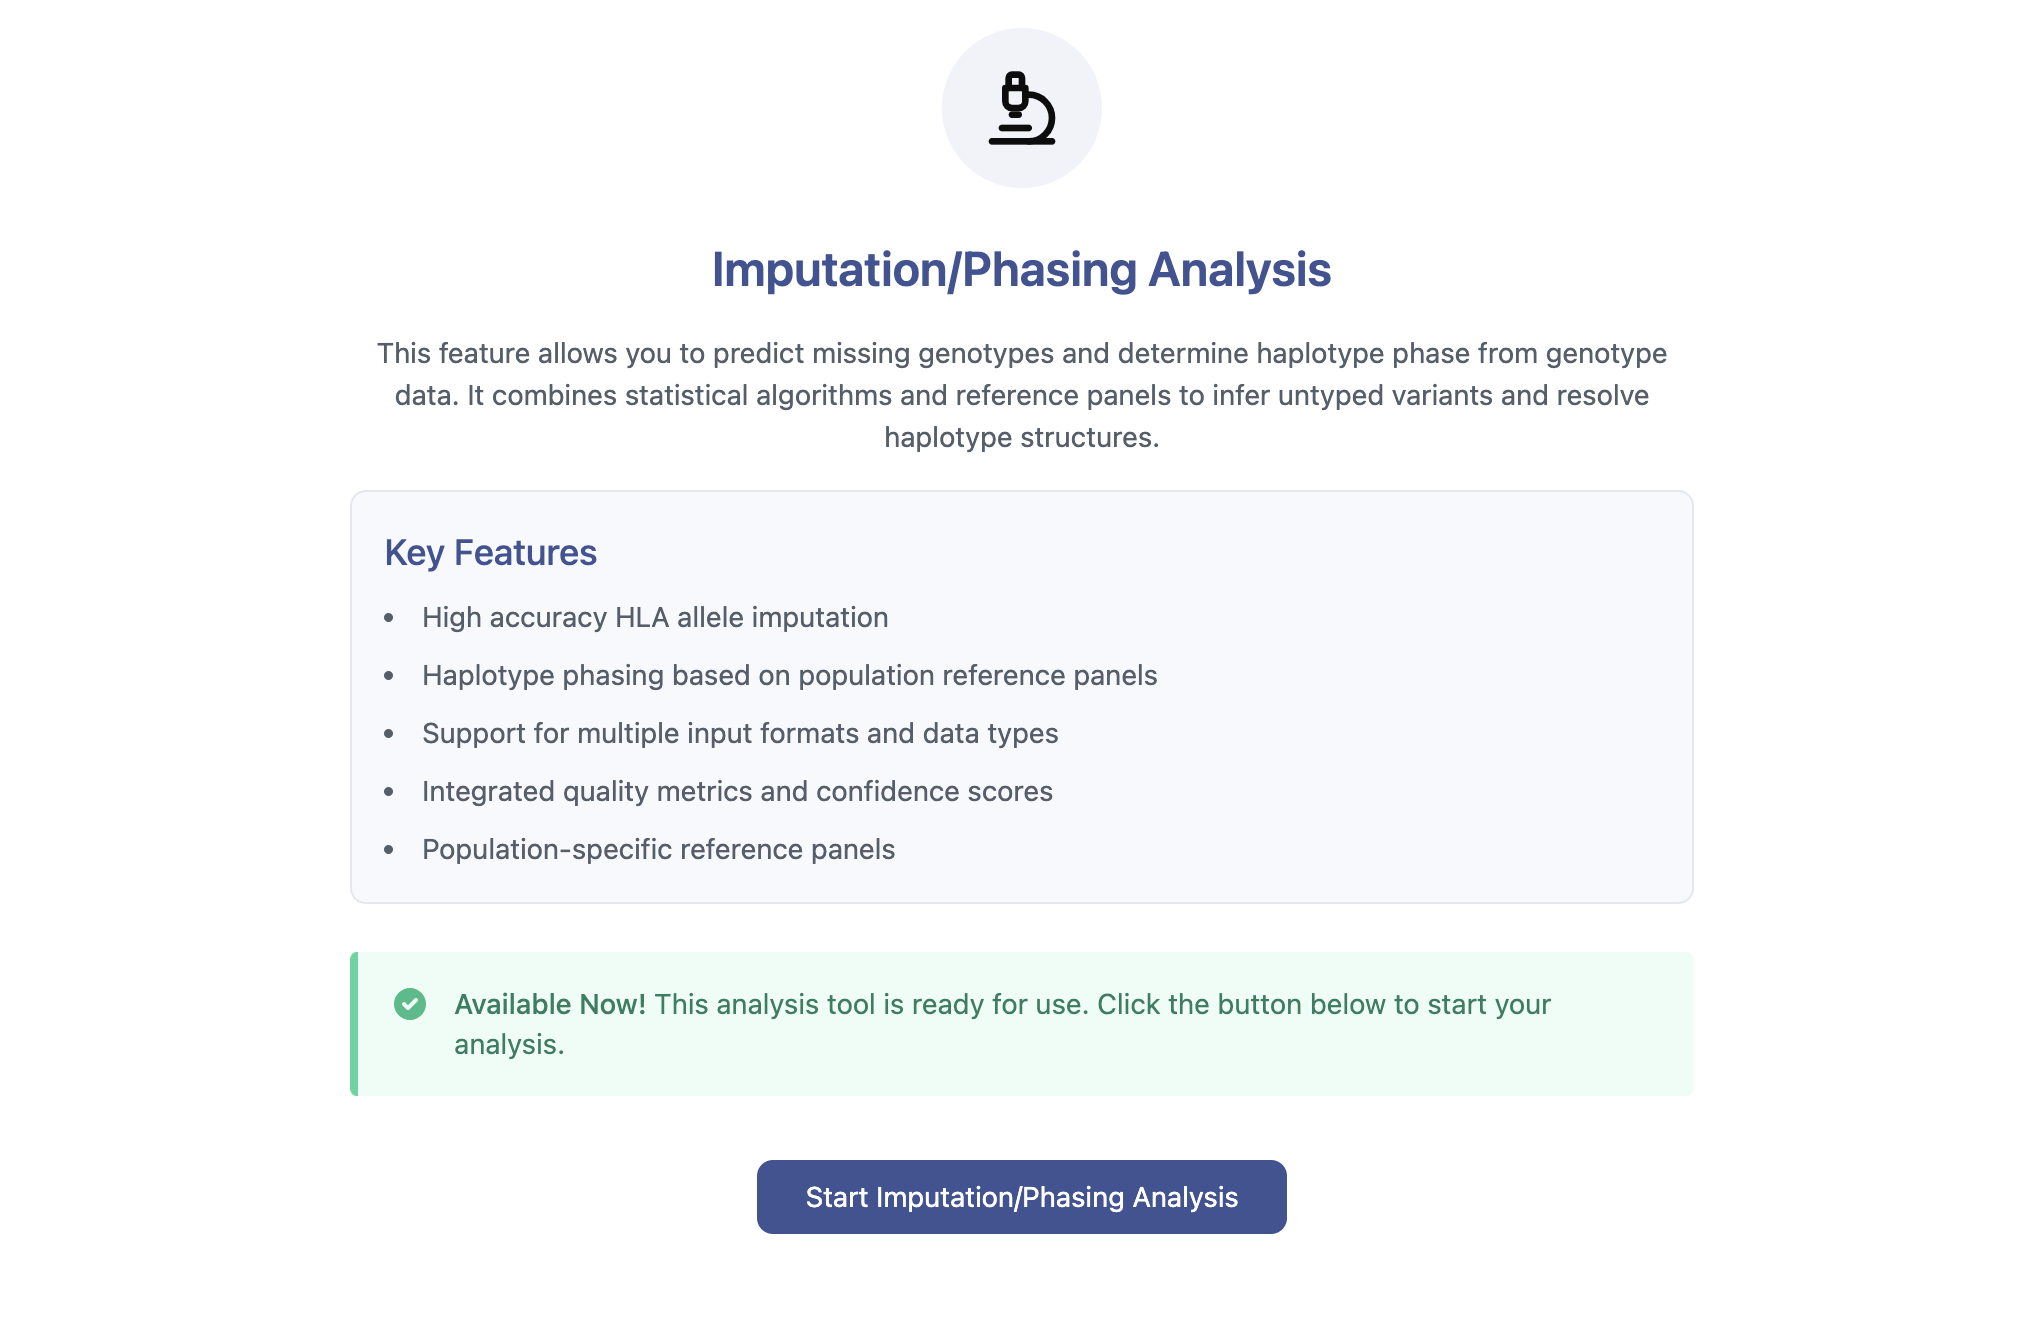 Imputation/Phasing Analysis
This feature allows you to predict missing genotypes and determine haplotype phase from genotype
data. It combines statistical algorithms and reference panels to infer untyped variants and resolve
haplotype structures.
Key Features
• High accuracy HLA allele imputation
• Haplotype phasing based on population reference panels
• Support for multiple input formats and data types
• Integrated quality metrics and confidence scores
• Population-specific reference panels
Available Now! This analysis tool is ready for use. Click the button below to start your
analysis.
Start Imputation/Phasing Analysis